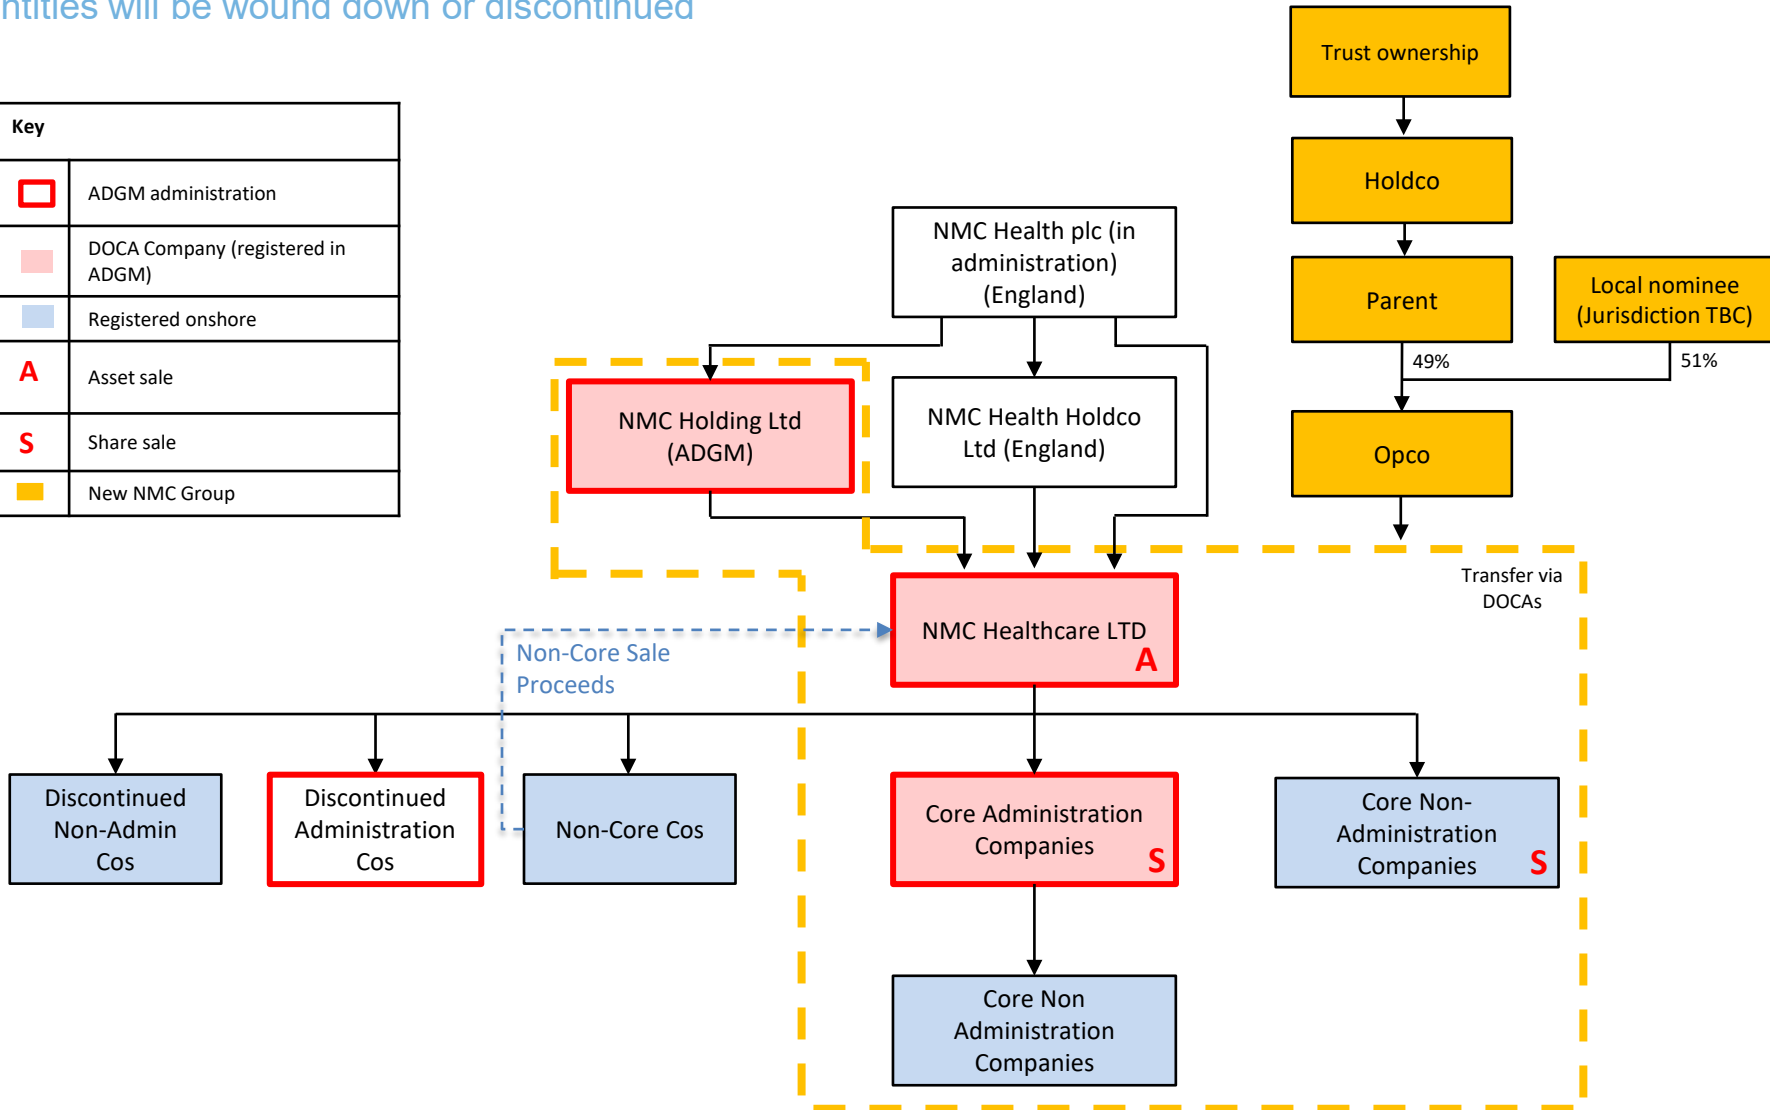 ntities will be wound down or discontinued
Key
ADGM administration
DOCA Company (registered in
ADGM)
Registered onshore
A
Asset sale
S
Share sale
New NMC Group
Trust ownership
Holdco
Parent
Local nominee
(Jurisdiction TBC)
49%
51%
Opco
NMC Health plc (in
administration)
(England)
NMC Holding Ltd
(ADGM)
NMC Health Holdco
Ltd (England)
Transfer via
DOCAs
NMC Healthcare LTD
A
Non-Core Sale
Proceeds
Discontinued
Non-Admin
Cos
Discontinued
Administration
Cos
Non-Core Cos
Core Administration
Companies
S
Core Non-
Administration
Companies
S
Core Non
Administration
Companies